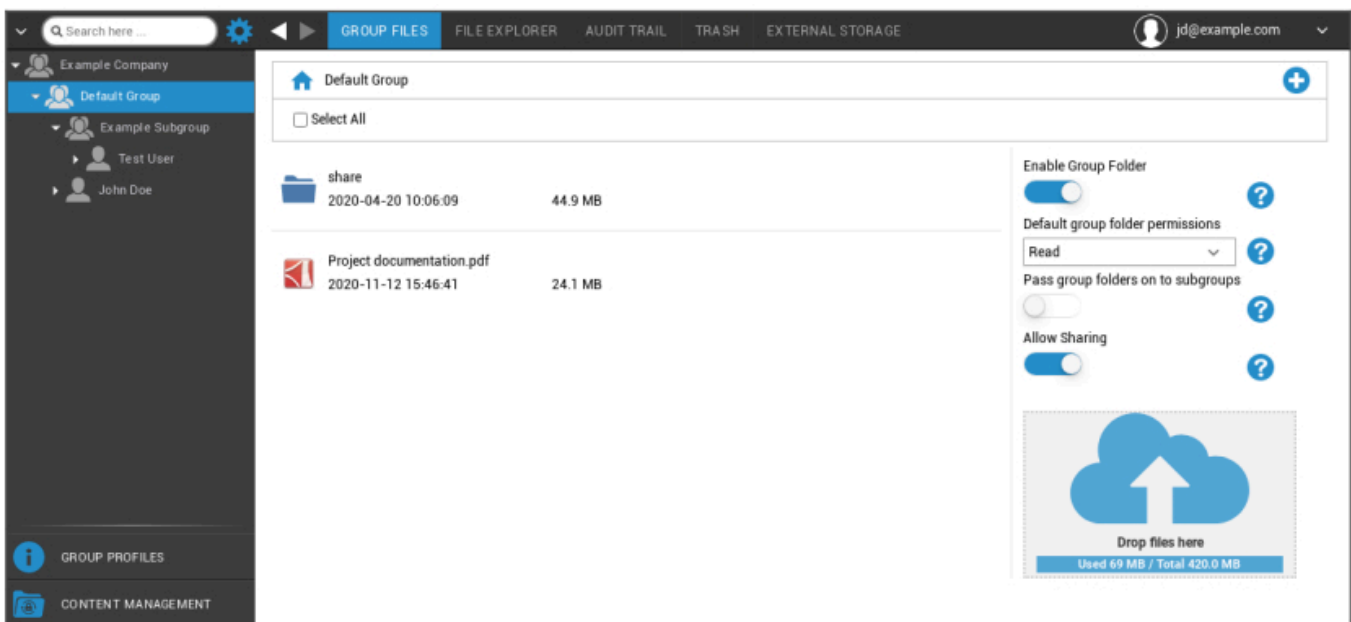 Search here ...
GROUP FILES FILE EXPLORER AUDIT TRAIL TRASH EXTERNAL STORAGE
jd@example.com
Example Company
Default Group
Example Subgroup
Test User
John Doe
GROUP PROFILES
CONTENT MANAGEMENT
Default Group
Select All
share
2020-04-20 10:06:09 44.9 MB
Project documentation.pdf
2020-11-12 15:46:41 24.1 MB
Enable Group Folder
?
Default group folder permissions
Read
?
Pass group folders on to subgroups
?
Allow Sharing
?
Drop files here
Used 69 MB / Total 420.0 MB